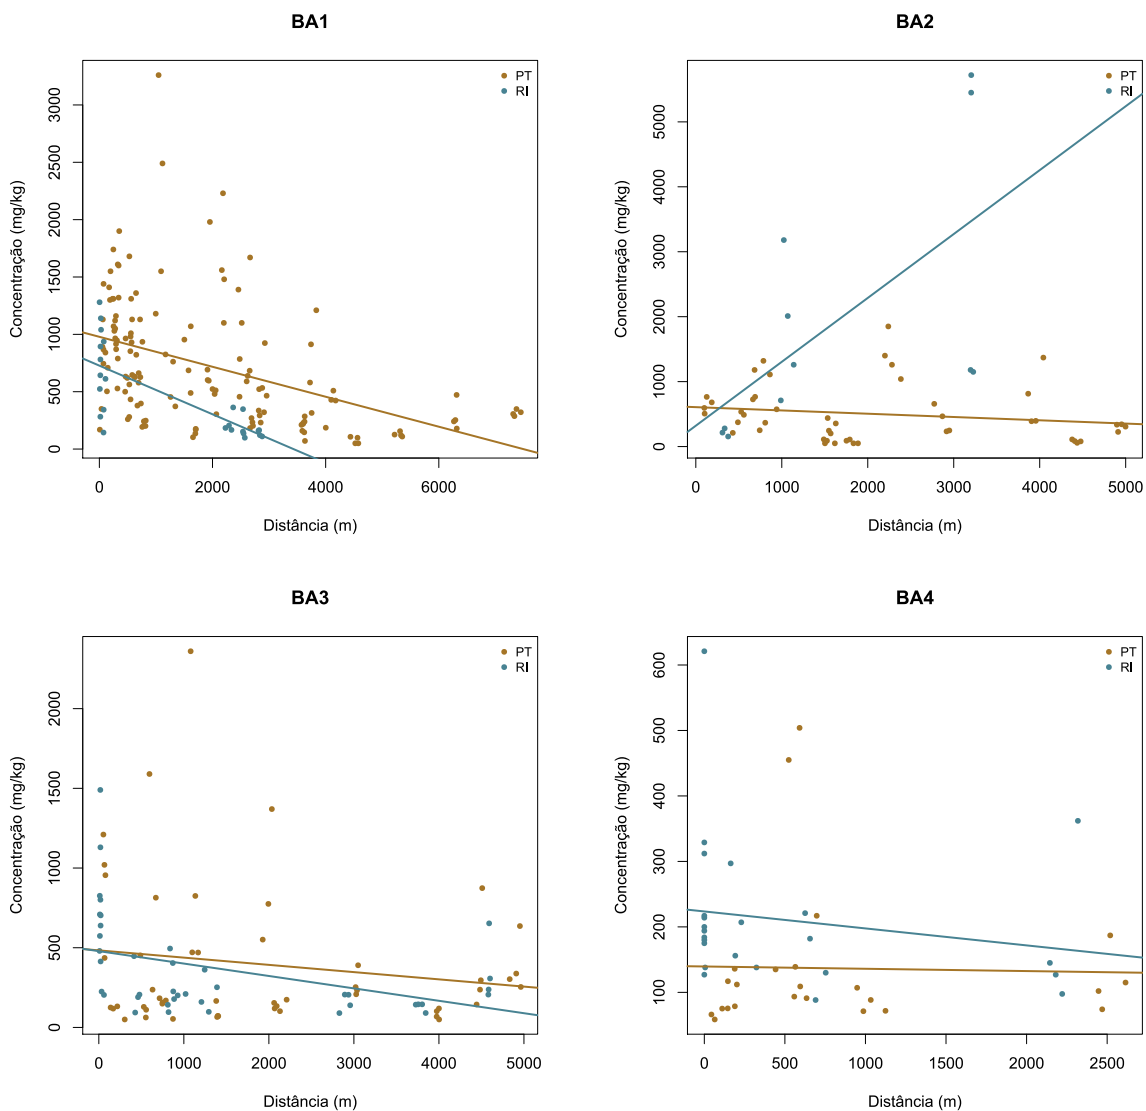 BA1
PT
RI
Concentração (mg/kg)
0 500 1000 1500 2000 2500 3000
0 2000 4000 6000
Distância (m)
BA2
PT
RI
Concentração (mg/kg)
0 1000 2000 3000 4000 5000
0 1000 2000 3000 4000 5000
Distância (m)
BA3
PT
RI
Concentração (mg/kg)
0 500 1000 1500 2000
0 1000 2000 3000 4000 5000
Distância (m)
BA4
PT
RI
Concentração (mg/kg)
100 200 300 400 500 600
0 500 1000 1500 2000 2500
Distância (m)